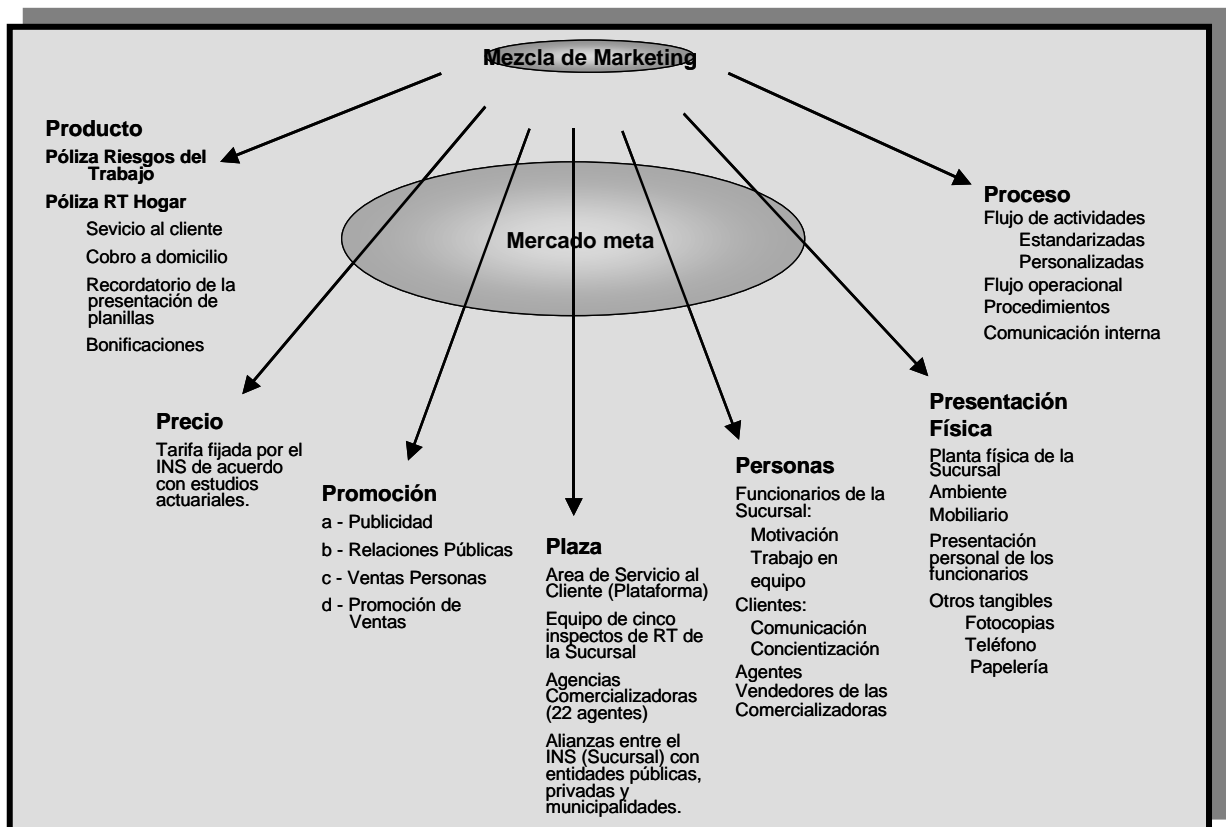 Mezcla de Marketing
Mercado meta
Producto
Póliza Riesgos del
Trabajo
Póliza RT Hogar
Sevicio al cliente
Cobro a domicilio
Recordatorio de la
presentación de
planillas
Bonificaciones
Precio
Tarifa fijada por el
INS de acuerdo
con estudios
actuariales.
Promoción
a - Publicidad
b - Relaciones Públicas
c - Ventas Personas
d - Promoción de
Ventas
Plaza
Area de Servicio al
Cliente (Plataforma)
Equipo de cinco
inspectos de RT de
la Sucursal
Agencias
Comercializadoras
(22 agentes)
Alianzas entre el
INS (Sucursal) con
entidades públicas,
privadas y
municipalidades.
Personas
Funcionarios de la
Sucursal:
Motivación
Trabajo en
equipo
Clientes:
Comunicación
Concientización
Agentes
Vendedores de las
Comercializadoras
Presentación
Física
Planta física de la
Sucursal
Ambiente
Mobiliario
Presentación
personal de los
funcionarios
Otros tangibles
Fotocopias
Teléfono
Papelería
Proceso
Flujo de actividades
Estandarizadas
Personalizadas
Flujo operacional
Procedimientos
Comunicación interna